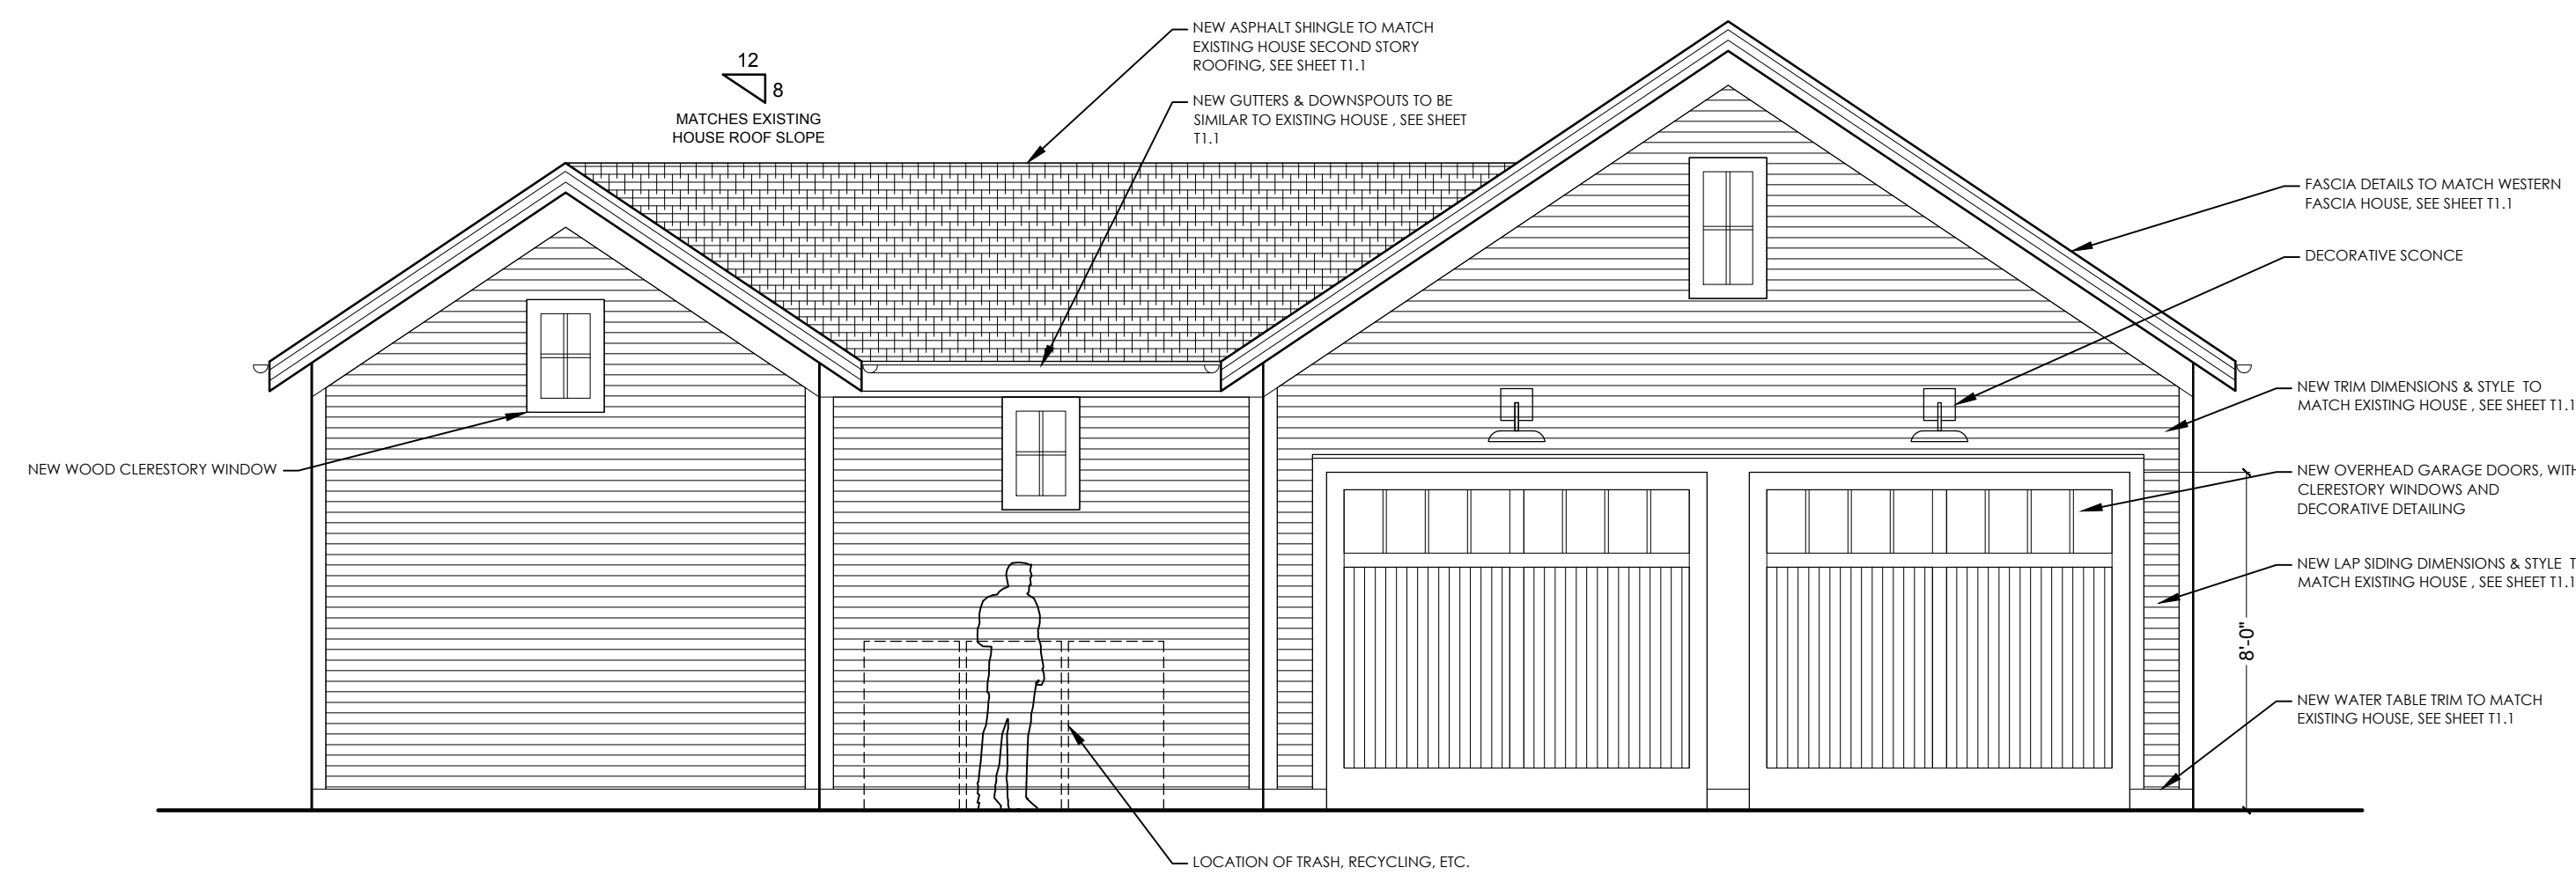 NEW ASPHALT SHINGLE TO MATCH
EXISTING HOUSE SECOND STORY
ROOFING, SEE SHEET T1.1
12
8
MATCHES EXISTING
HOUSE ROOF SLOPE
NEW GUTTERS & DOWNSPOUTS TO BE
SIMILAR TO EXISTING HOUSE , SEE SHEET
T1.1
FASCIA DETAILS TO MATCH WESTERN
FASCIA HOUSE, SEE SHEET T1.1
DECORATIVE SCONCE
NEW TRIM DIMENSIONS & STYLE TO
MATCH EXISTING HOUSE , SEE SHEET T1.1
NEW WOOD CLERESTORY WINDOW
NEW OVERHEAD GARAGE DOORS, WITH
CLERESTORY WINDOWS AND
DECORATIVE DETAILING
NEW LAP SIDING DIMENSIONS & STYLE T
MATCH EXISTING HOUSE , SEE SHEET T1.1
8'-0"
NEW WATER TABLE TRIM TO MATCH
EXISTING HOUSE, SEE SHEET T1.1
LOCATION OF TRASH, RECYCLING, ETC.